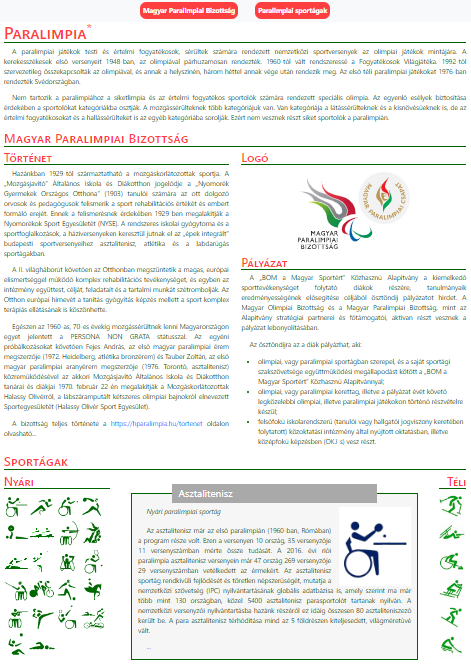 Magyar Paralimpiai Bizottság
Paralimpiai sportágak
PARALIMPIA*
A paralimpiai játékok testi és értelmi fogyatékosok, sérültek számára rendezett nemzetközi sportversenyek az olimpiai játékok mintájára. A
kerekesszékesek első versenyeit 1948-ban, az olimpiával párhuzamosan rendezték. 1960-tól vált rendszeressé a Fogyatékosok Világjátéka. 1992-től
szervezetileg összekapcsolták az olimpiával, és annak a helyszínén, három héttel annak vége után rendezik meg. Az első téli paralimpiai játékokat 1976-ban
rendezték Svédországban.
Nem tartozik a paralimpiához a siketlimpia és az értelmi fogyatékos sportolók számára rendezett speciális olimpia. Az egyenlő esélyek biztosítása
érdekében a sportolókat kategóriákba osztják. A mozgássérülteknek több kategóriájuk van. Van kategóriája a látássérülteknek és a kisnövésűeknek is, de az
értelmi fogyatékosokat és a hallássérülteket is az egyéb kategóriába sorolják. Ezért nem vesznek részt siket sportolók a paralimpián.
MAGYAR PARALIMPIAI BIZOTTSÁG
TÖRTÉNET
Hazánkban 1929-től származtatható a mozgáskorlátozottak sportja. A
„Mozgásjavító” Általános Iskola és Diákotthon jogelődje a „Nyomorék
Gyermekek Országos Otthona” (1903) tanulói számára az ott dolgozó
orvosok és pedagógusok felismerik a sport rehabilitációs értékét és embert
formáló erejét. Ennek a felismerésnek érdekében 1929-ben megalakítják a
Nyomorékok Sport Egyesületét (NYSE). A rendszeres iskolai gyógytorna és a
sportfoglalkozások, a háziversenyeken keresztül jutnak el az „épek integrált”
budapesti sportversenyeihez asztalitenisz, atlétika és a labdarúgás
sportágakban.
A II. világháborút követően az Otthonban megszűntetik a magas, európai
elismertséggel működő komplex rehabilitációs tevékenységet, és egyben az
intézmény együttest, célját, feladatait és a tartalmi munkát szétrombolják. Az
Otthon európai hírnevét a tanítás gyógyítás képzés mellett a sport komplex
terápiás ellátásának is köszönhette.
Egészen az 1960-as, 70-es évekig mozgássérültnek lenni Magyarországon
egyet jelentett a PERSONA NON GRATA státusszal. Az egyéni
próbálkozásokat követően Fejes András, az első magyar paralimpiai érem
megszerzője (1972. Heidelberg, atlétika bronzérem) és Tauber Zoltán, az első
magyar paralimpiai aranyérem megszerzője (1976. Toronto, asztalitenisz)
közreműködésével az akkori Mozgásjavító Általános Iskola és Diákotthon
tanárai és diákjai 1970. február 22-én megalakítják a Mozgáskorlátozottak
Halassy Olivérről, a lábszáramputált kétszeres olimpiai bajnokról elnevezett
Sportegyesületét (Halassy Olivér Sport Egyesület).
A bizottság teljes története a https://hparalimpia.hu/tortenet oldalon
olvasható...
LOGÓ
MAGYAR
PARALIMPIAI
BIZOTTSÁG
MAGYAR PARALIMPIAI CSAPAT
PÁLYÁZAT
A „BOM a Magyar Sportért” Közhasznú Alapítvány a kiemelkedő
sporttevékenységet folytató diákok részére, tanulmányaik
eredményességének elősegítése céljából ösztöndíj pályázatot hirdet. A
Magyar Olimpiai Bizottság és a Magyar Paralimpiai Bizottság, mint az
Alapítvány stratégiai partnerei és főtámogatói, aktívan részt vesznek a
pályázat lebonyolításában.
Az ösztöndíjra az a diák pályázhat, aki:
• olimpiai, vagy paralimpiai sportágban szerepel, és a saját sportági
szakszövetsége együttműködési megállapodást kötött a „BOM a
Magyar Sportért” Közhasznú Alapítvánnyal;
• olimpiai, vagy paralimpiai kerettag, illetve a pályázat évét követő
legközelebbi olimpiai, illetve paralimpiai játékokon történő részvételre
készül;
• felsőfokú iskolarendszerű (tanulói vagy hallgatói jogviszony keretében
folytatott) közoktatási intézmény által nyújtott oktatásban, illetve
középfokú képzésben (OKJ-s) vesz részt.
SPORTÁGAK
NYÁRI
Asztalitenisz
Nyári paralimpiai sportág
Az asztalitenisz már az első paralimpián (1960-ban, Rómában)
a program része volt. Ezen a versenyen 10 ország, 35 versenyzője
11 versenyszámban mérte össze tudását. A 2016. évi riói
paralimpia asztalitenisz versenyein már 47 ország 269 versenyzője
29 versenyszámban vetélkedett az érmekért. Az asztalitenisz
sportág rendkívüli fejlődését és töretlen népszerűségét, mutatja a
nemzetközi szövetség (IPC) nyilvántartásának globális adatbázisa is, amely szerint ma már
több mint 130 országban, közel 5400 asztalitenisz parasportolót tartanak nyilván. A
nemzetközi versenyzői nyilvántartásba hazánk részéről ez idáig összesen 80 asztaliteniszező
került be. A para asztalitenisz térhódítása mind az 5 földrészen kiteljesedett, világméretűvé
vált.
...
TÉLI